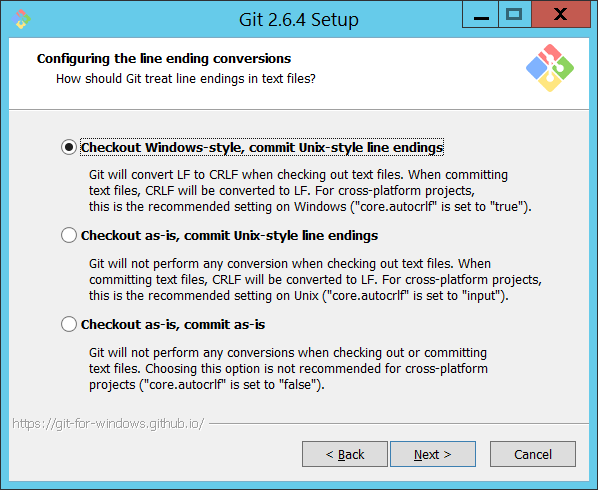 Git 2.6.4 Setup
Configuring the line ending conversions
How should Git treat line endings in text files?
Checkout Windows-style, commit Unix-style line endings
Git will convert LF to CRLF when checking out text files. When committing
text files, CRLF will be converted to LF. For cross-platform projects,
this is the recommended setting on Windows ("core.autocrlf" is set to "true").
Checkout as-is, commit Unix-style line endings
Git will not perform any conversion when checking out text files. When
committing text files, CRLF will be converted to LF. For cross-platform projects,
this is the recommended setting on Unix ("core.autocrlf" is set to "input").
Checkout as-is, commit as-is
Git will not perform any conversions when checking out or committing
text files. Choosing this option is not recommended for cross-platform
projects ("core.autocrlf" is set to "false").
https://git-for-windows.github.io/
< Back
Next >
Cancel